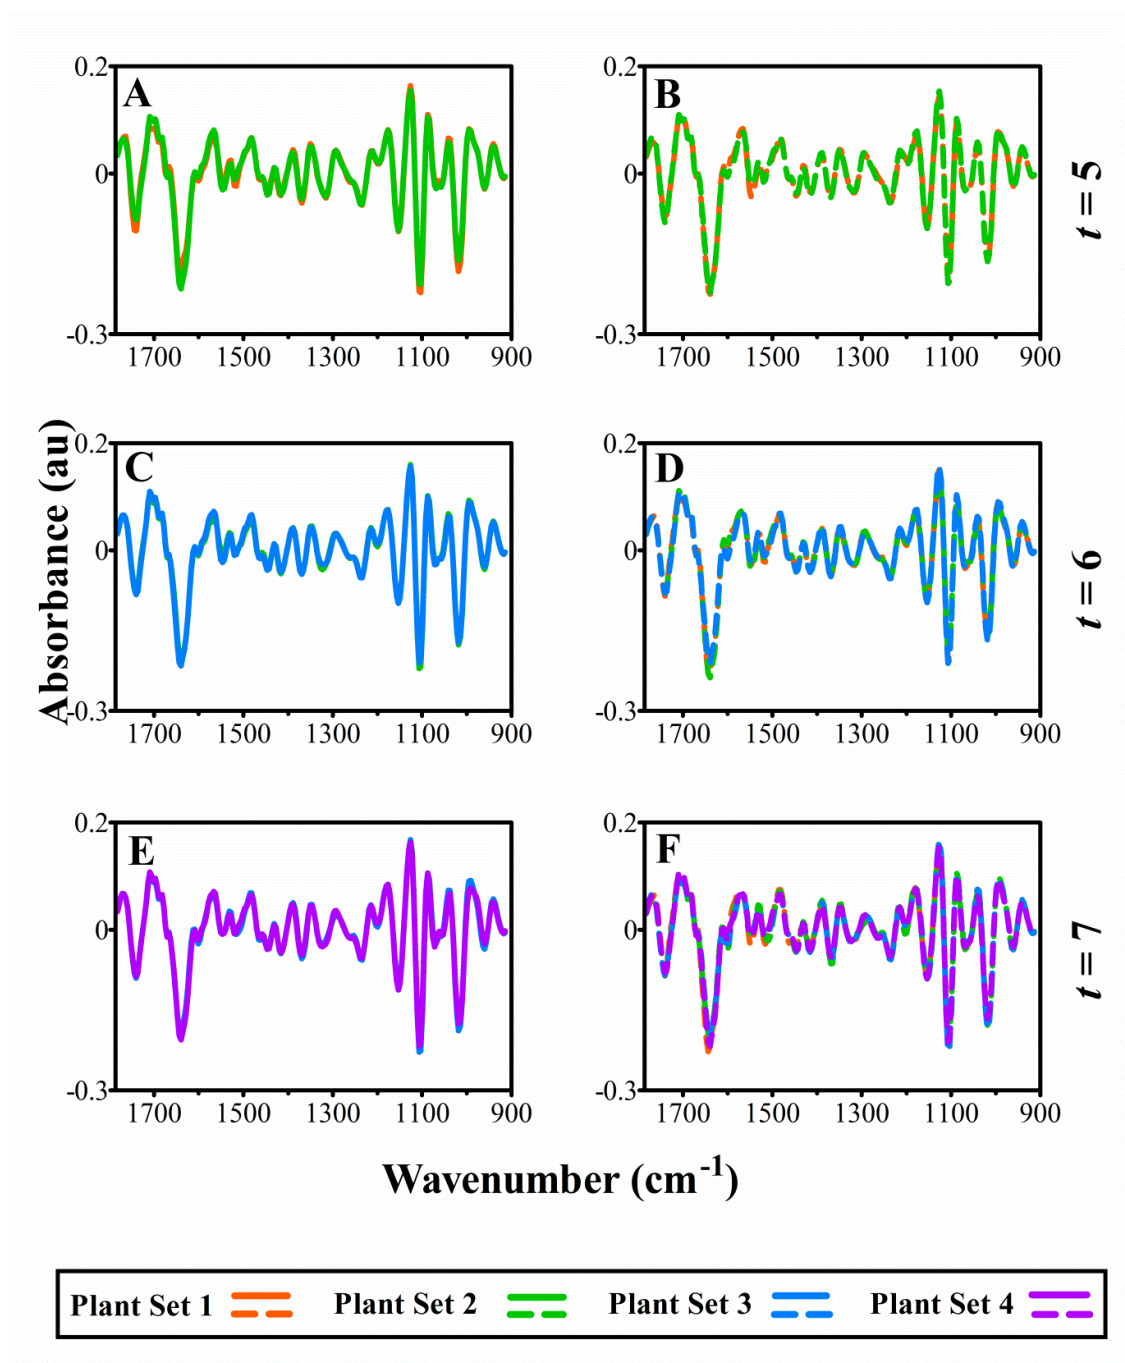 0.2
0
-0.3
A
1700 1500 1300 1100 900
0.2
0
-0.3
B
1700 1500 1300 1100 900
t = 5
Absorbance (au)
0.2
0
-0.3
C
1700 1500 1300 1100 900
0.2
0
-0.3
D
1700 1500 1300 1100 900
t = 6
0.2
0
-0.3
E
1700 1500 1300 1100 900
0.2
0
-0.3
F
1700 1500 1300 1100 900
t = 7
Wavenumber (cm⁻¹)
Plant Set 1 Plant Set 2 Plant Set 3 Plant Set 4